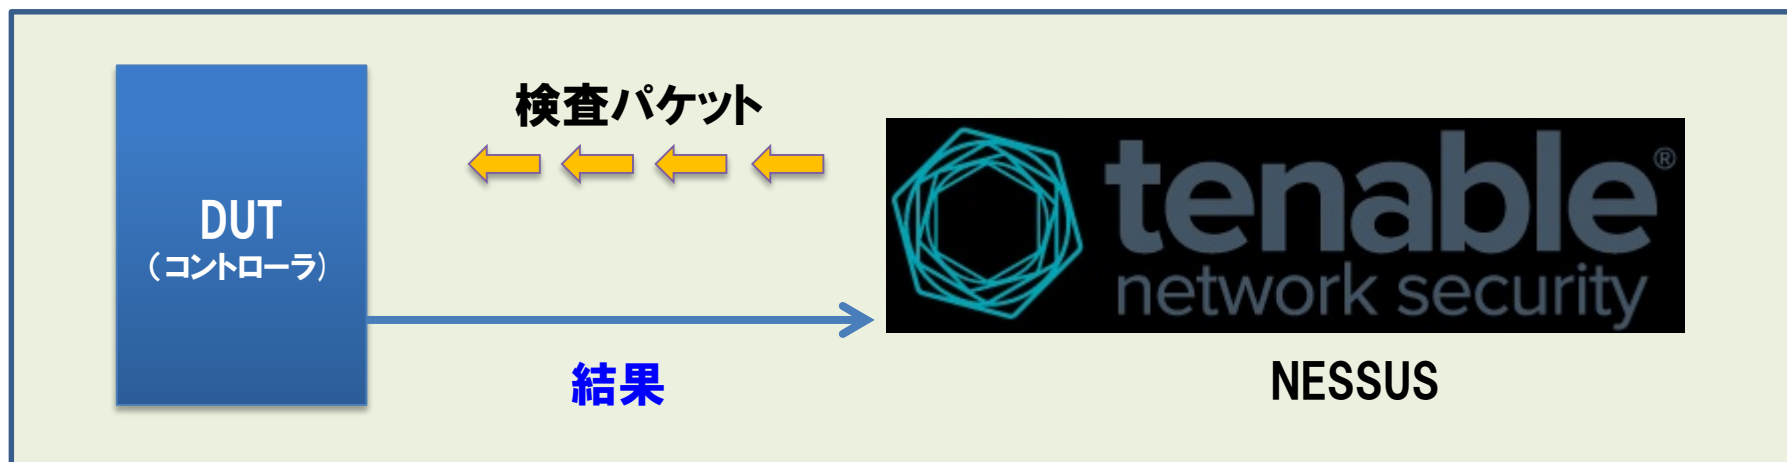 検査パケット
DUT
（コントローラ）
tenable®
network security
結果
NESSUS